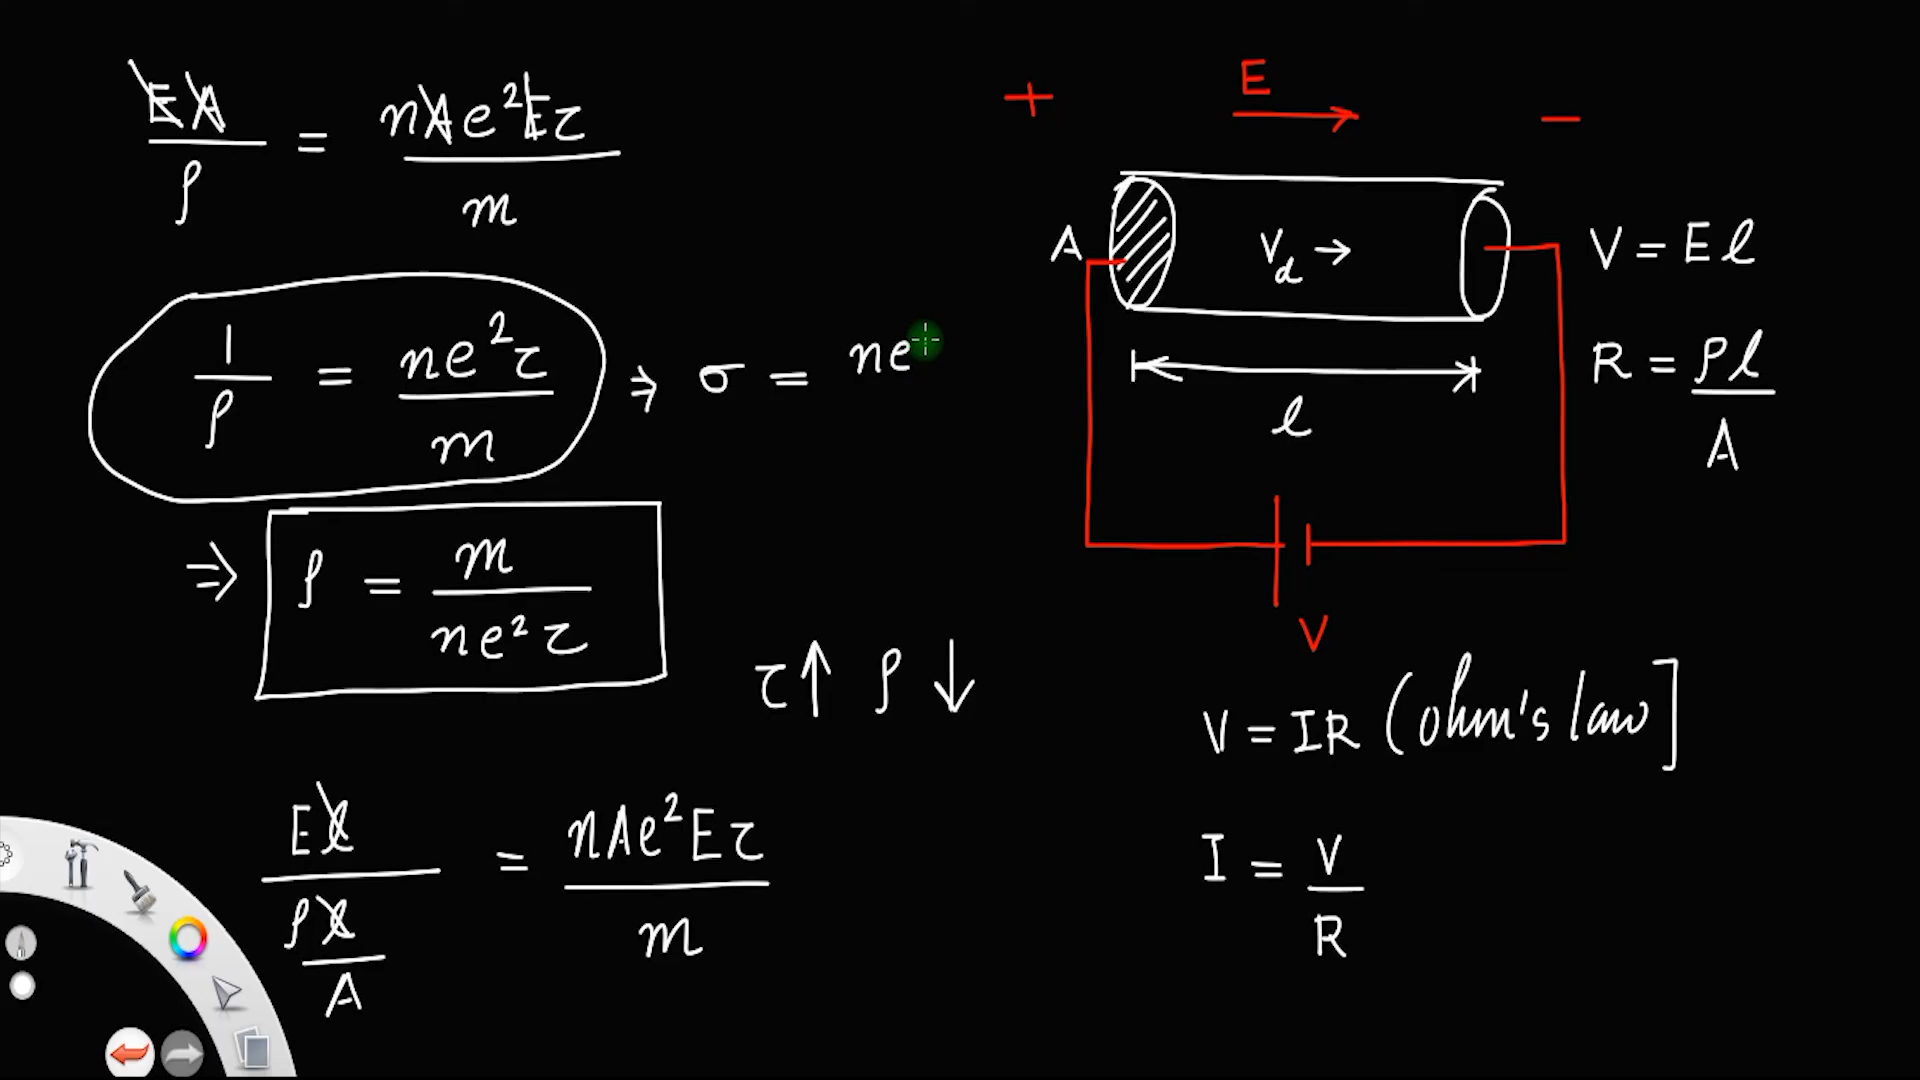 EA/ρ = nAe²Eτ/m
1/ρ = ne²τ/m ⇒ σ = ne
⇒ ρ = m/ne²τ
τ↑ ρ↓
El/(ρl/A) = nAe²Eτ/m
+ E → −
A
V_d →
l
V
V = El
R = ρl/A
V = IR (ohm's law]
I = V/R